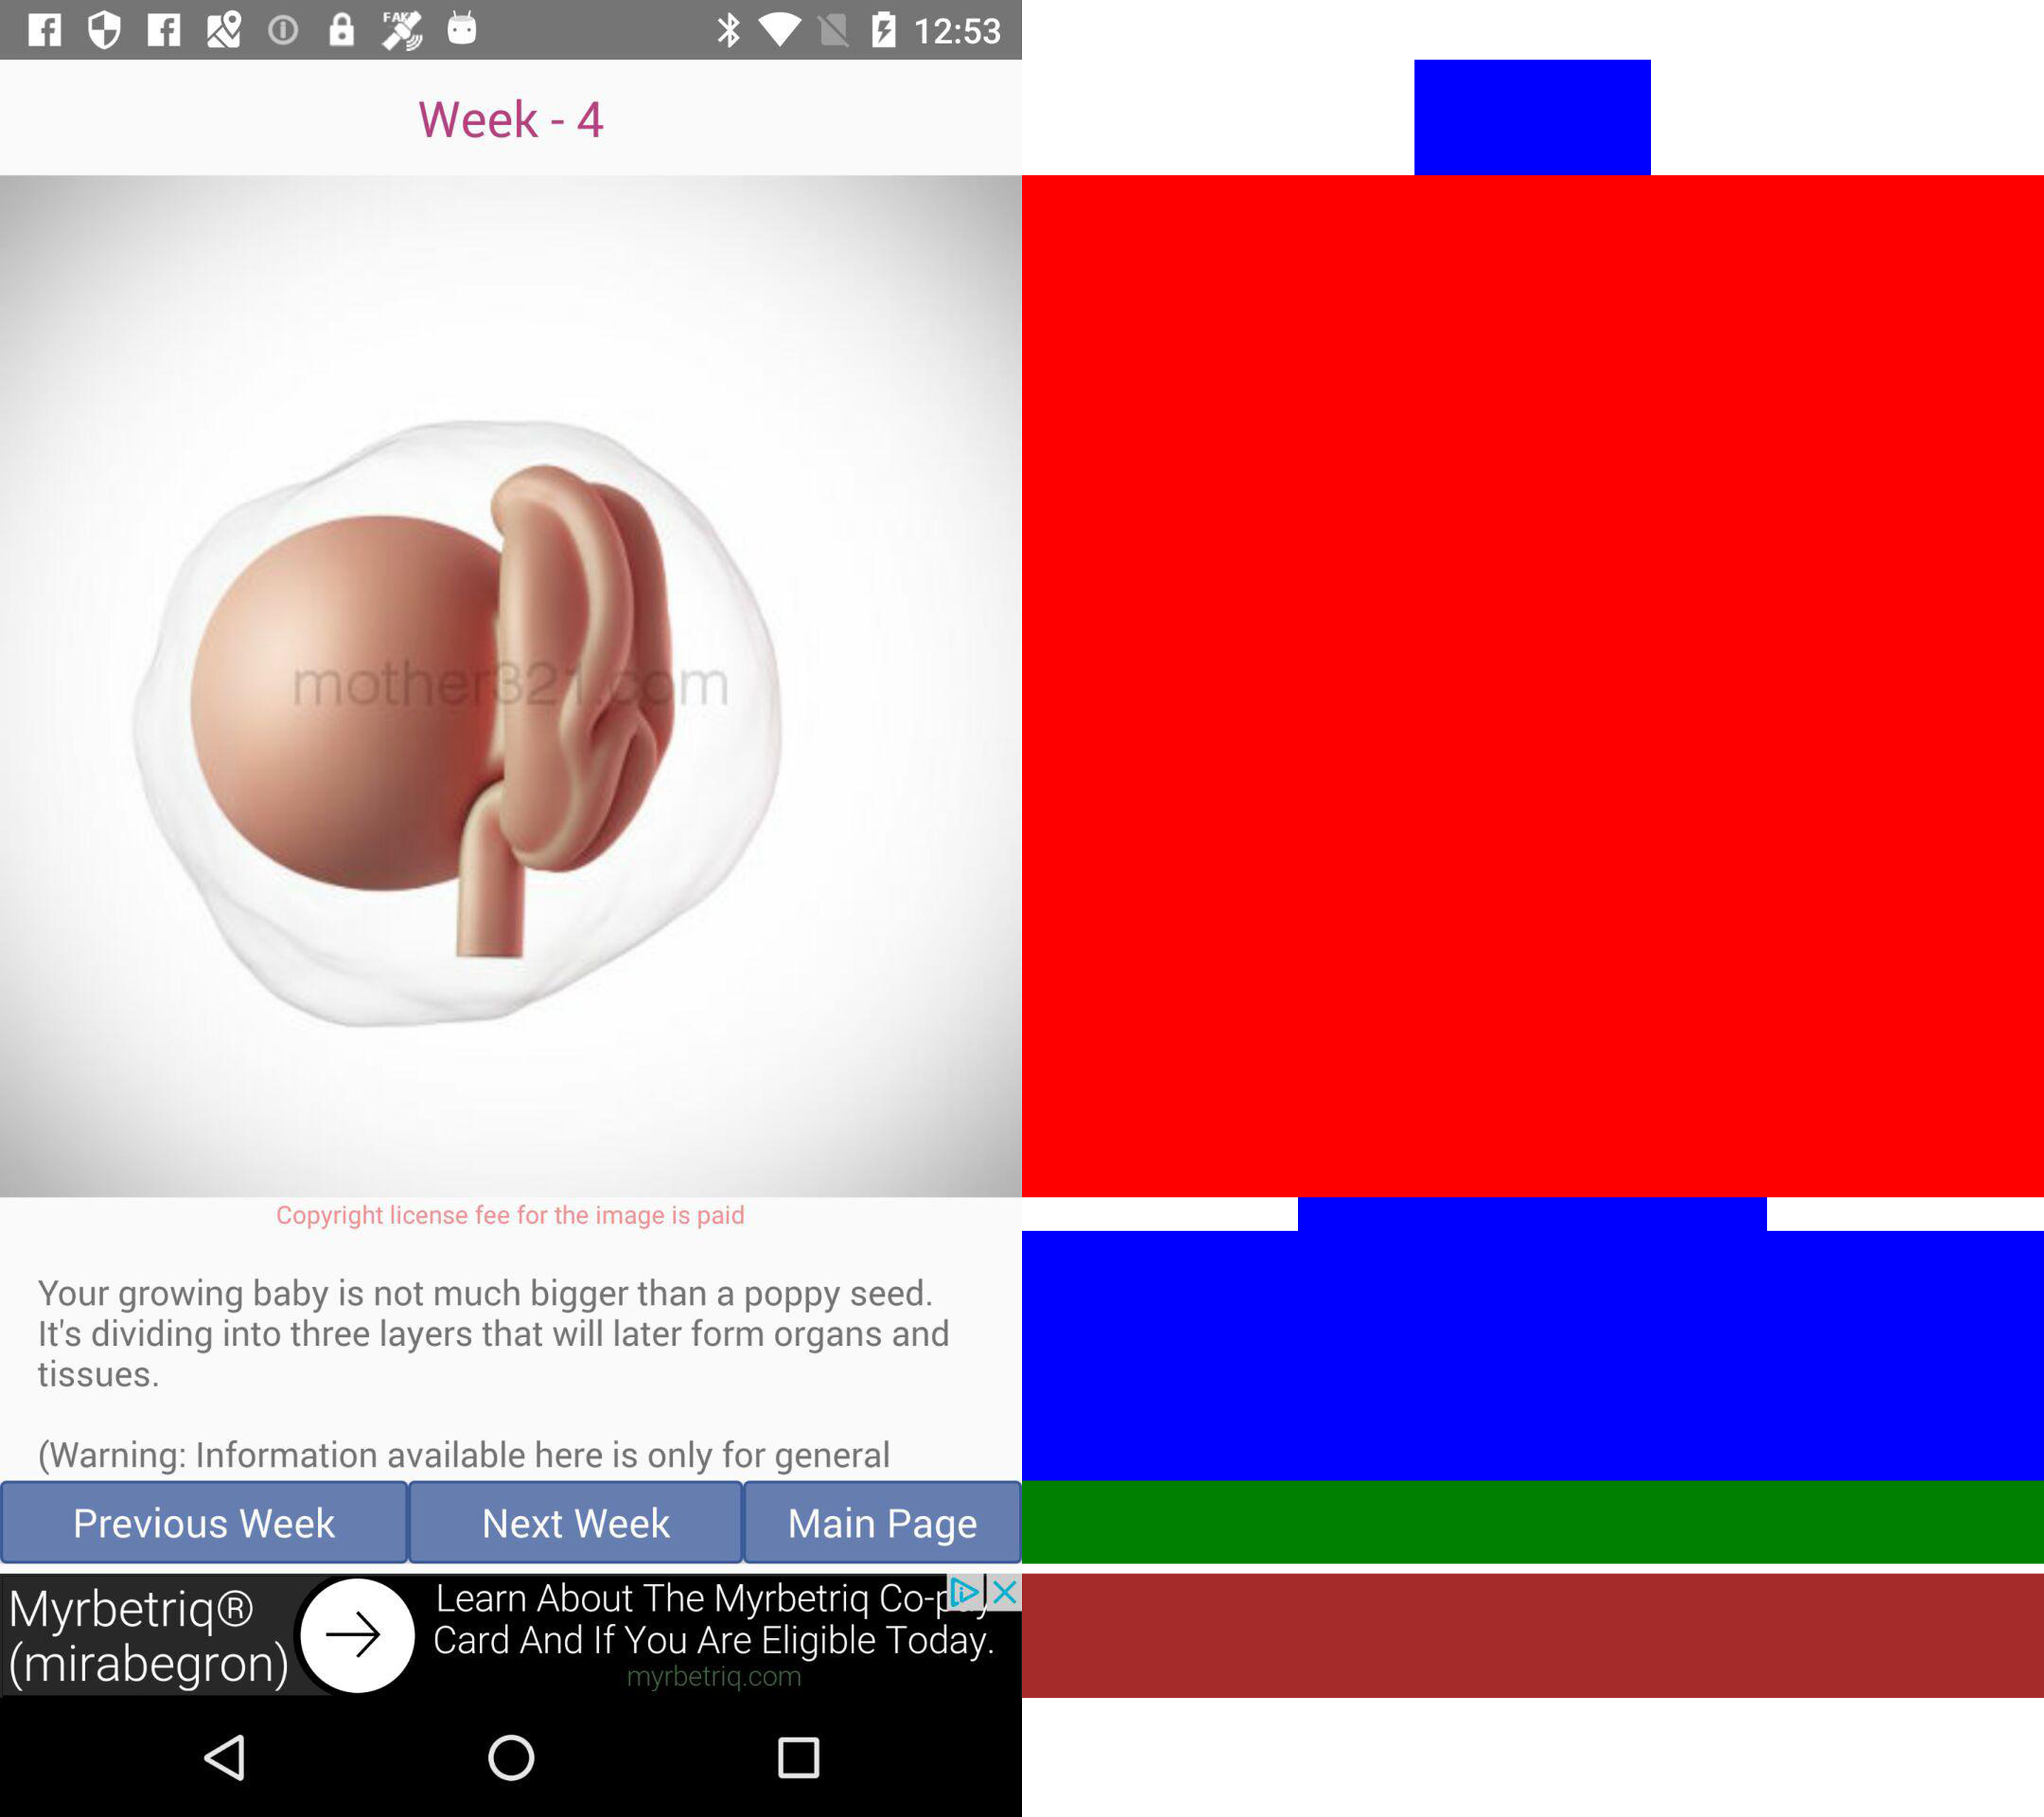 FAKE
12:53
Week - 4
mother321.com
Copyright license fee for the image is paid
Your growing baby is not much bigger than a poppy seed.
It's dividing into three layers that will later form organs and
tissues.
(Warning: Information available here is only for general
Previous Week
Next Week
Main Page
Myrbetriq®
(mirabegron)
Learn About The Myrbetriq Co-pay
Card And If You Are Eligible Today.
myrbetriq.com